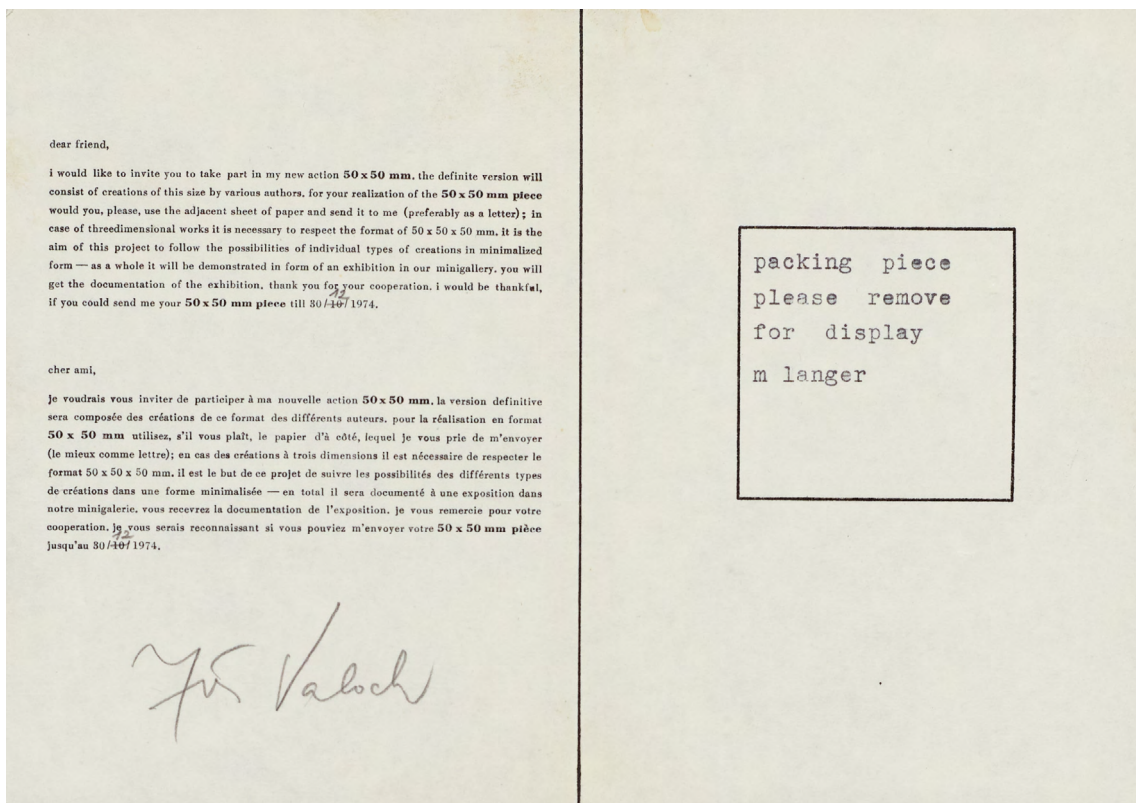 dear friend,
i would like to invite you to take part in my new action 50x50 mm. the definite version will
consist of creations of this size by various authors. for your realization of the 50 x 50 mm piece
would you, please, use the adjacent sheet of paper and send it to me (preferably as a letter); in
case of threedimensional works it is necessary to respect the format of 50 x 50 x 50 mm. it is the
aim of this project to follow the possibilities of individual types of creations in minimalized
form — as a whole it will be demonstrated in form of an exhibition in our minigallery. you will
get the documentation of the exhibition. thank you for your cooperation. i would be thankful,
if you could send me your 50x50 mm piece till 30/10/1974.
12
cher ami,
je voudrais vous inviter de participer à ma nouvelle action 50x50 mm. la version definitive
sera composée des créations de ce format des différents auteurs. pour la réalisation en format
50 x 50 mm utilisez, s'il vous plaît, le papier d'à côté, lequel je vous prie de m'envoyer
(le mieux comme lettre); en cas des créations à trois dimensions il est nécessaire de respecter le
format 50 x 50 x 50 mm. il est le but de ce projet de suivre les possibilités des différents types
de créations dans une forme minimalisée — en total il sera documenté à une exposition dans
notre minigalerie. vous recevrez la documentation de l'exposition. je vous remercie pour votre
cooperation. je vous serais reconnaissant si vous pouviez m'envoyer votre 50 x 50 mm pièce
jusqu'au 30/10/1974.
12
Jiří Valoch
packing piece
please remove
for display
m langer